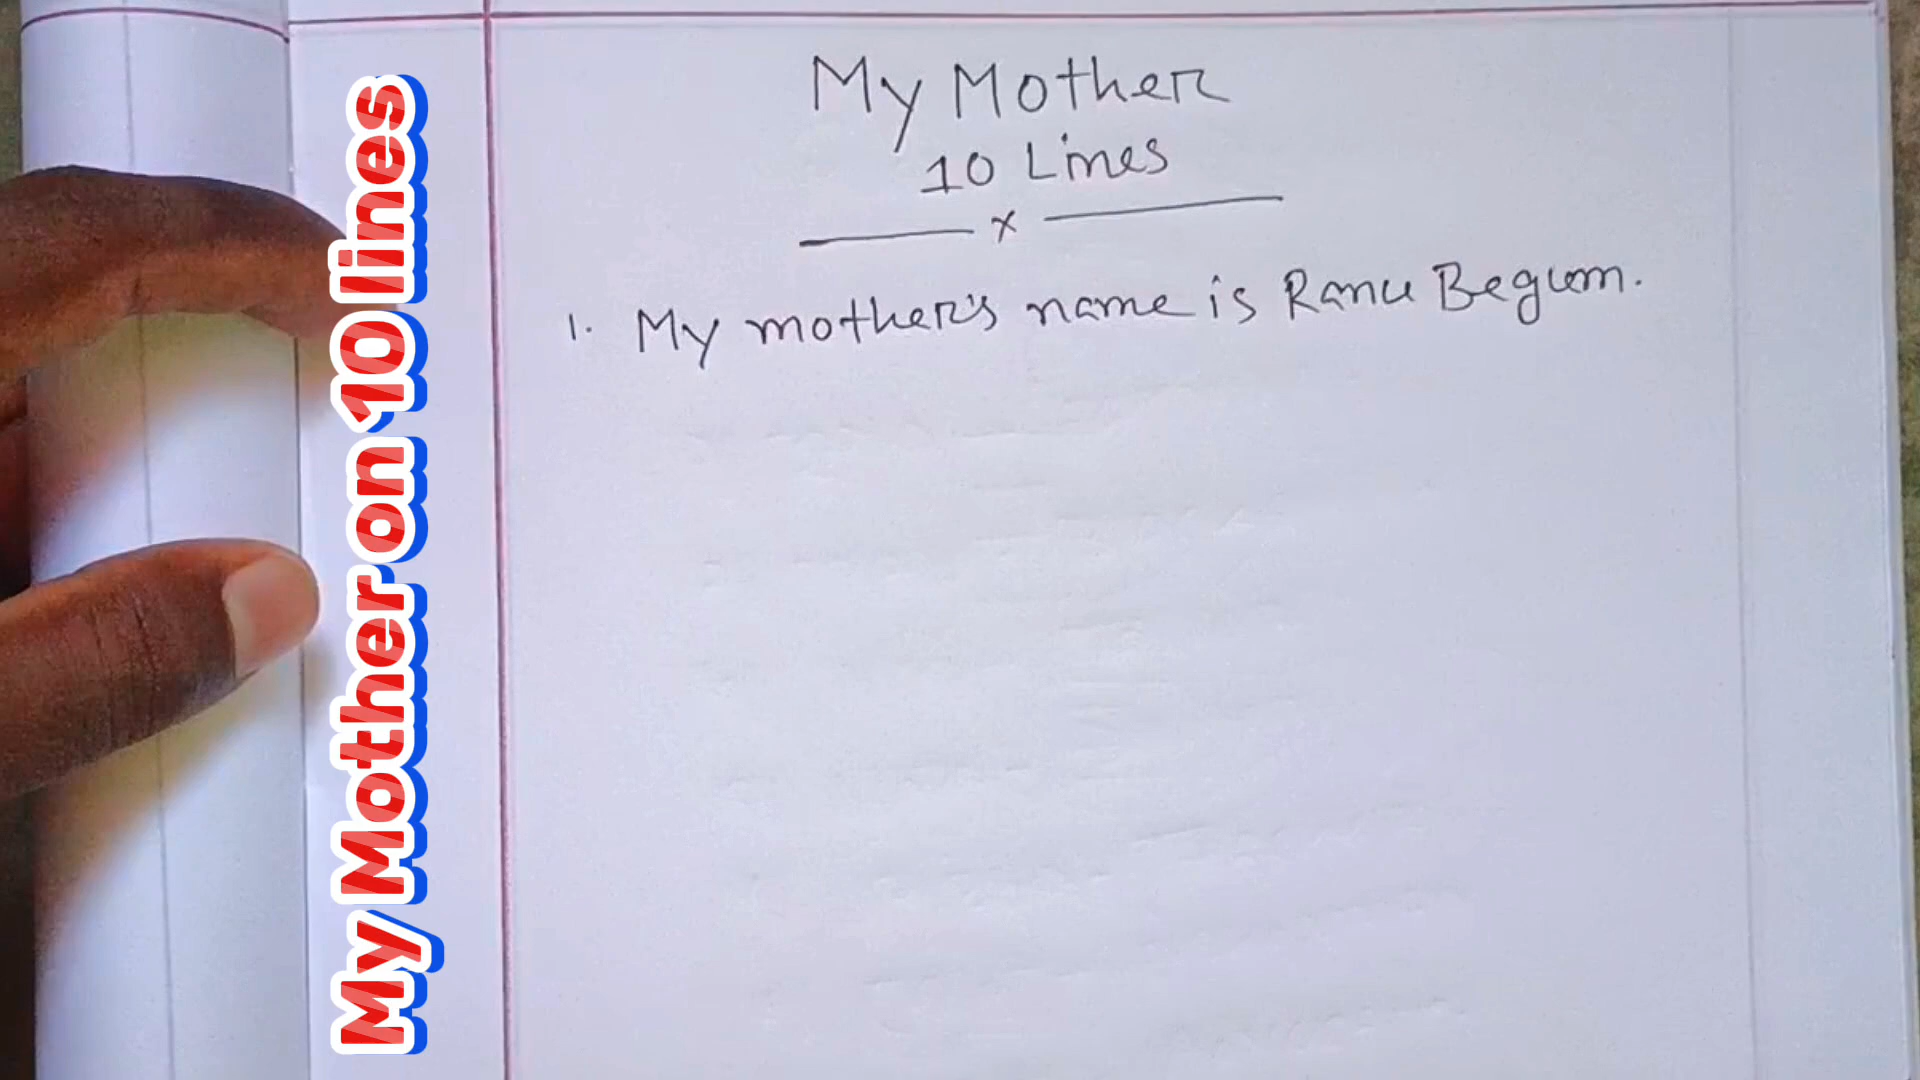 My Mother
10 Lines
x
1. My mother's name is Ranu Begum.
My Mother on 10 lines